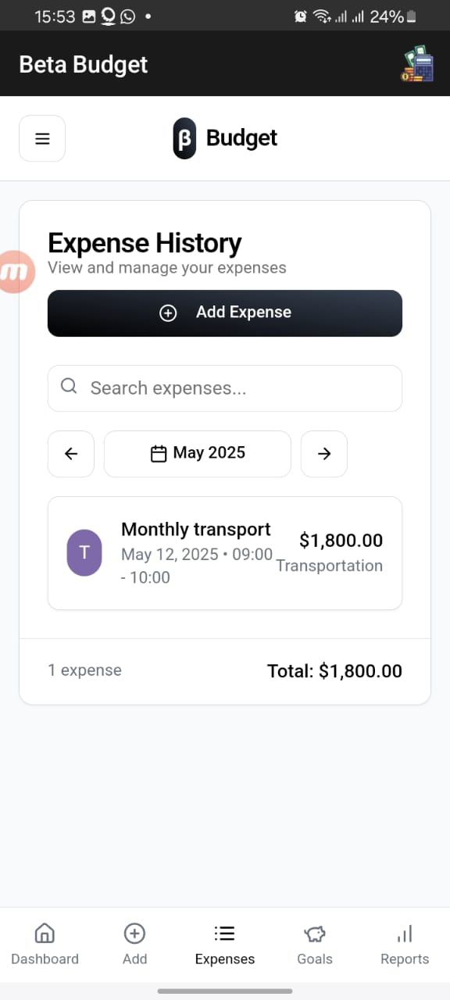 15:53
24%
Beta Budget
β Budget
Expense History
View and manage your expenses
m
Add Expense
Search expenses...
May 2025
T
Monthly transport
$1,800.00
May 12, 2025 • 09:00
- 10:00
Transportation
1 expense
Total: $1,800.00
Dashboard
Add
Expenses
Goals
Reports